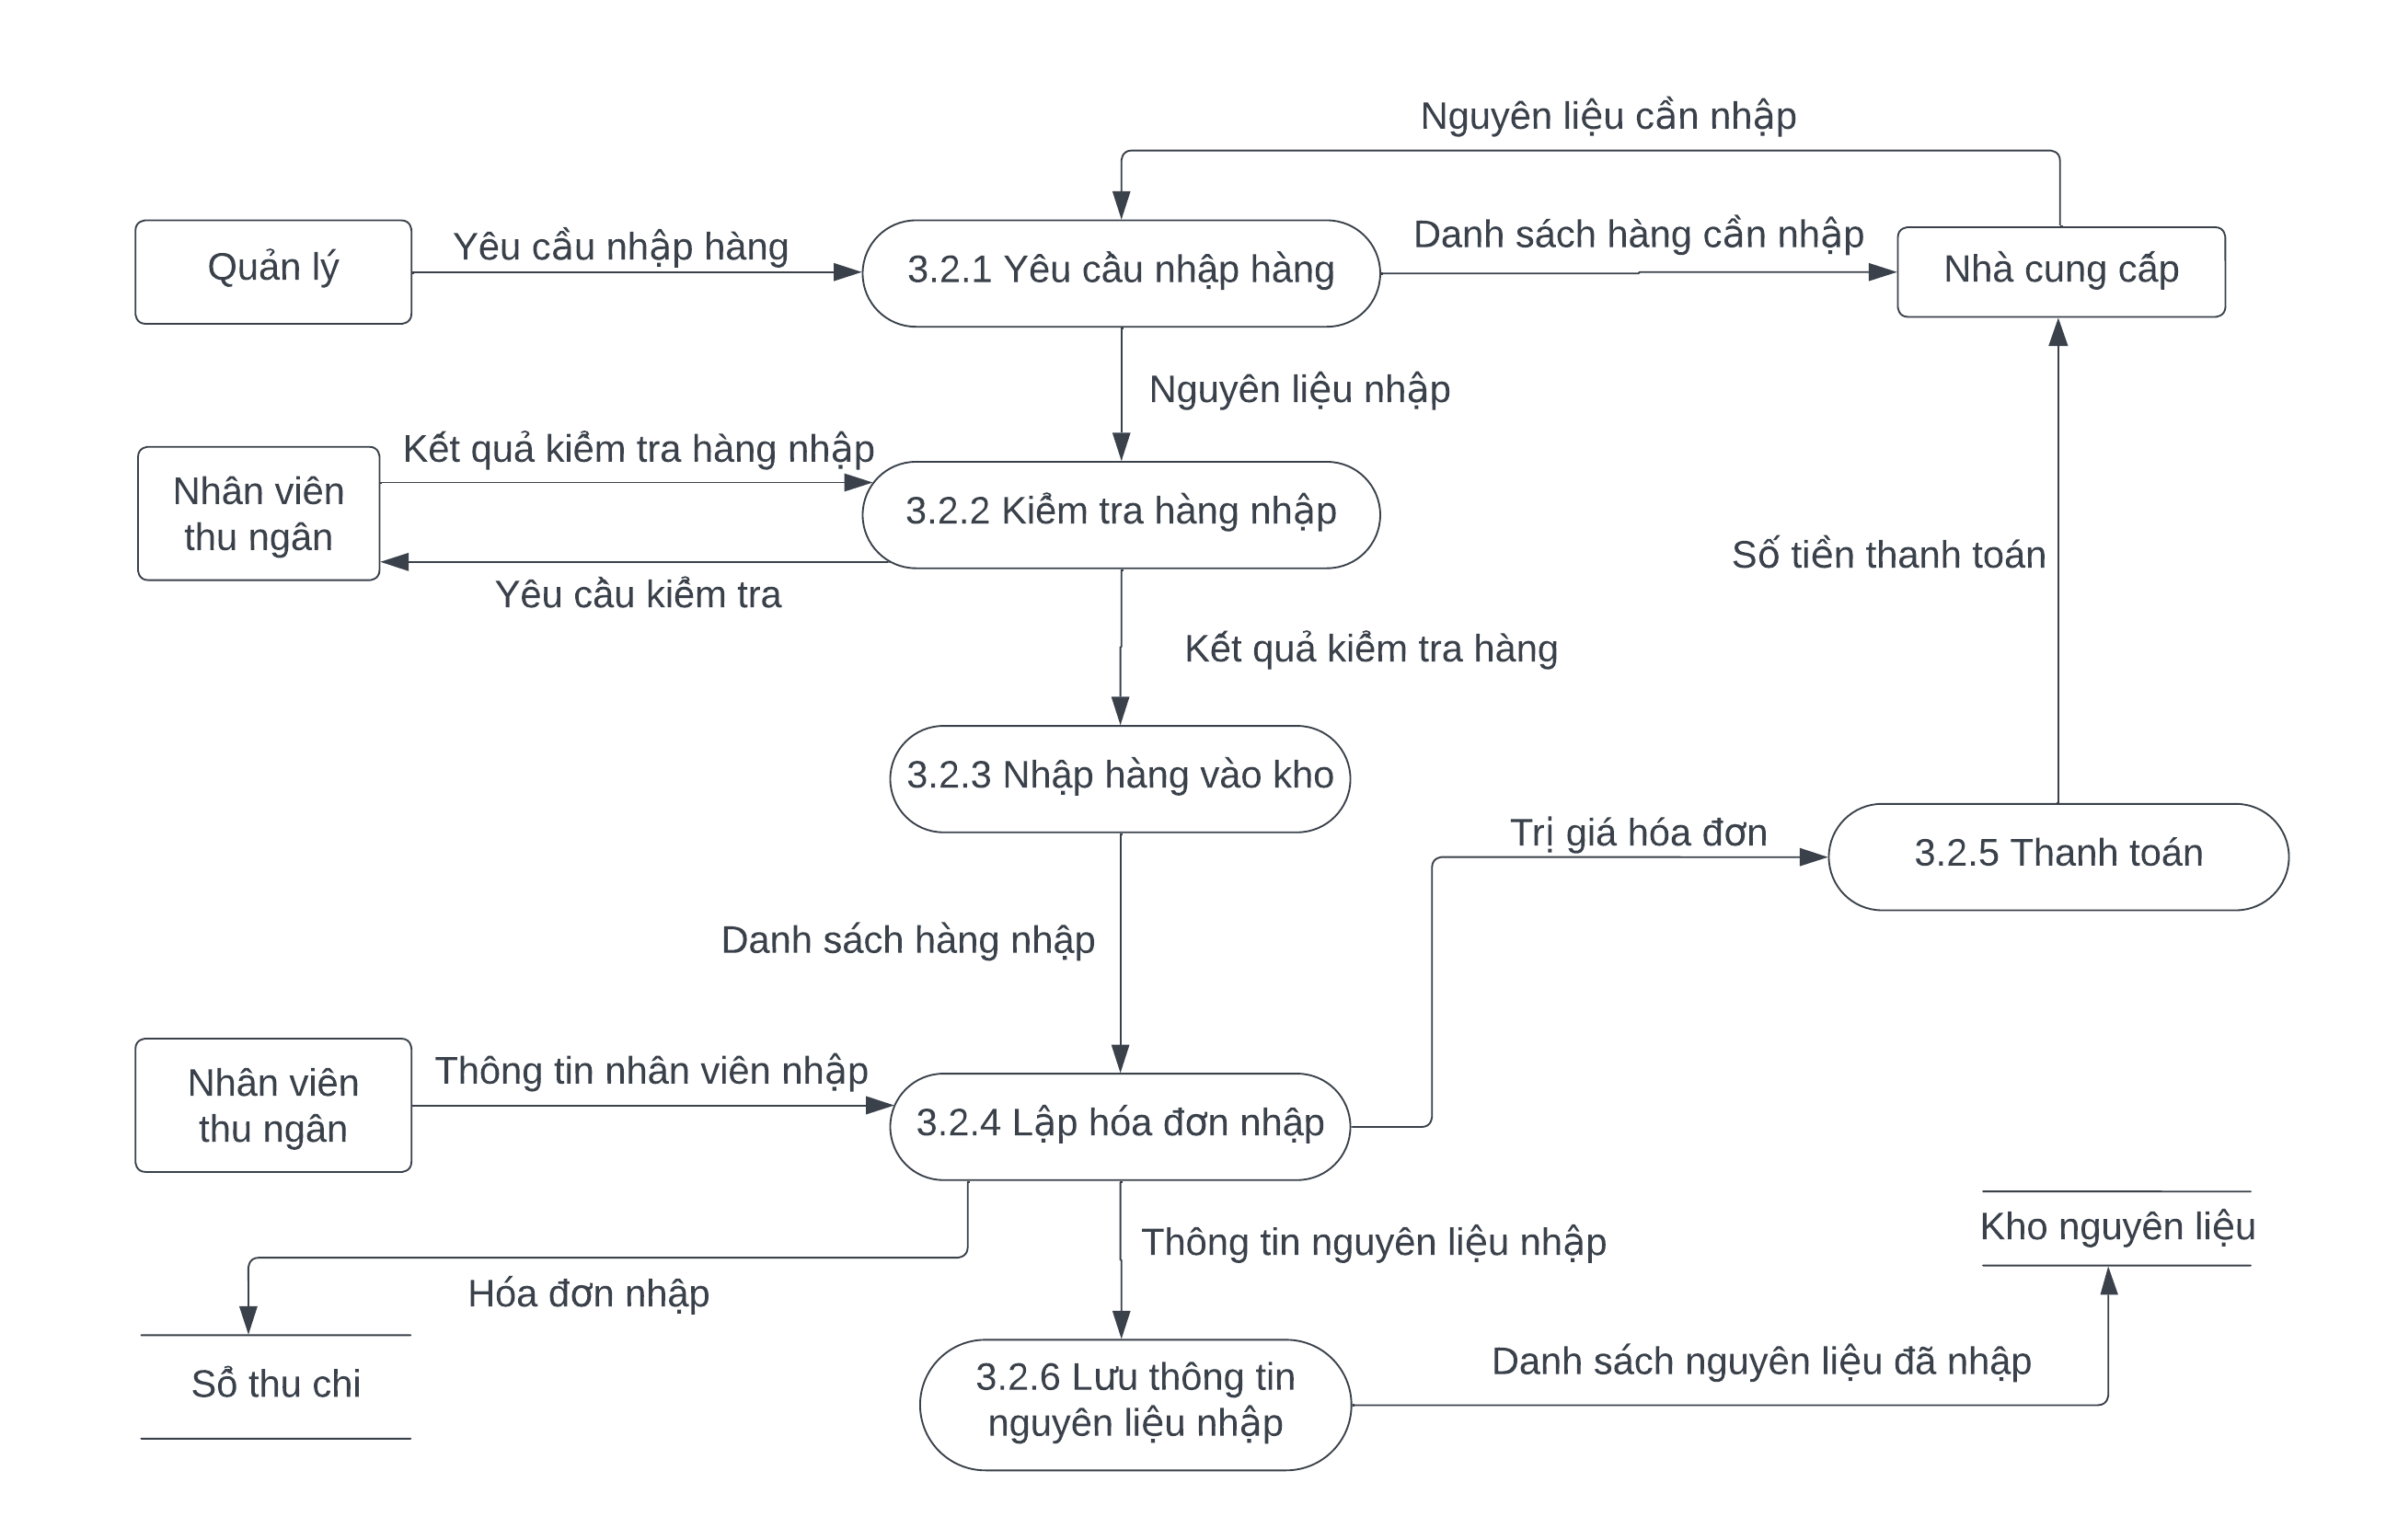 Nguyên liệu cần nhập
Quản lý
Yêu cầu nhập hàng
3.2.1 Yêu cầu nhập hàng
Danh sách hàng cần nhập
Nhà cung cấp
Nguyên liệu nhập
Nhân viên
thu ngân
Kết quả kiểm tra hàng nhập
3.2.2 Kiểm tra hàng nhập
Yêu cầu kiểm tra
Số tiền thanh toán
Kết quả kiểm tra hàng
3.2.3 Nhập hàng vào kho
Trị giá hóa đơn
3.2.5 Thanh toán
Danh sách hàng nhập
Nhân viên
thu ngân
Thông tin nhân viên nhập
3.2.4 Lập hóa đơn nhập
Thông tin nguyên liệu nhập
Kho nguyên liệu
Hóa đơn nhập
Sổ thu chi
3.2.6 Lưu thông tin
nguyên liệu nhập
Danh sách nguyên liệu đã nhập